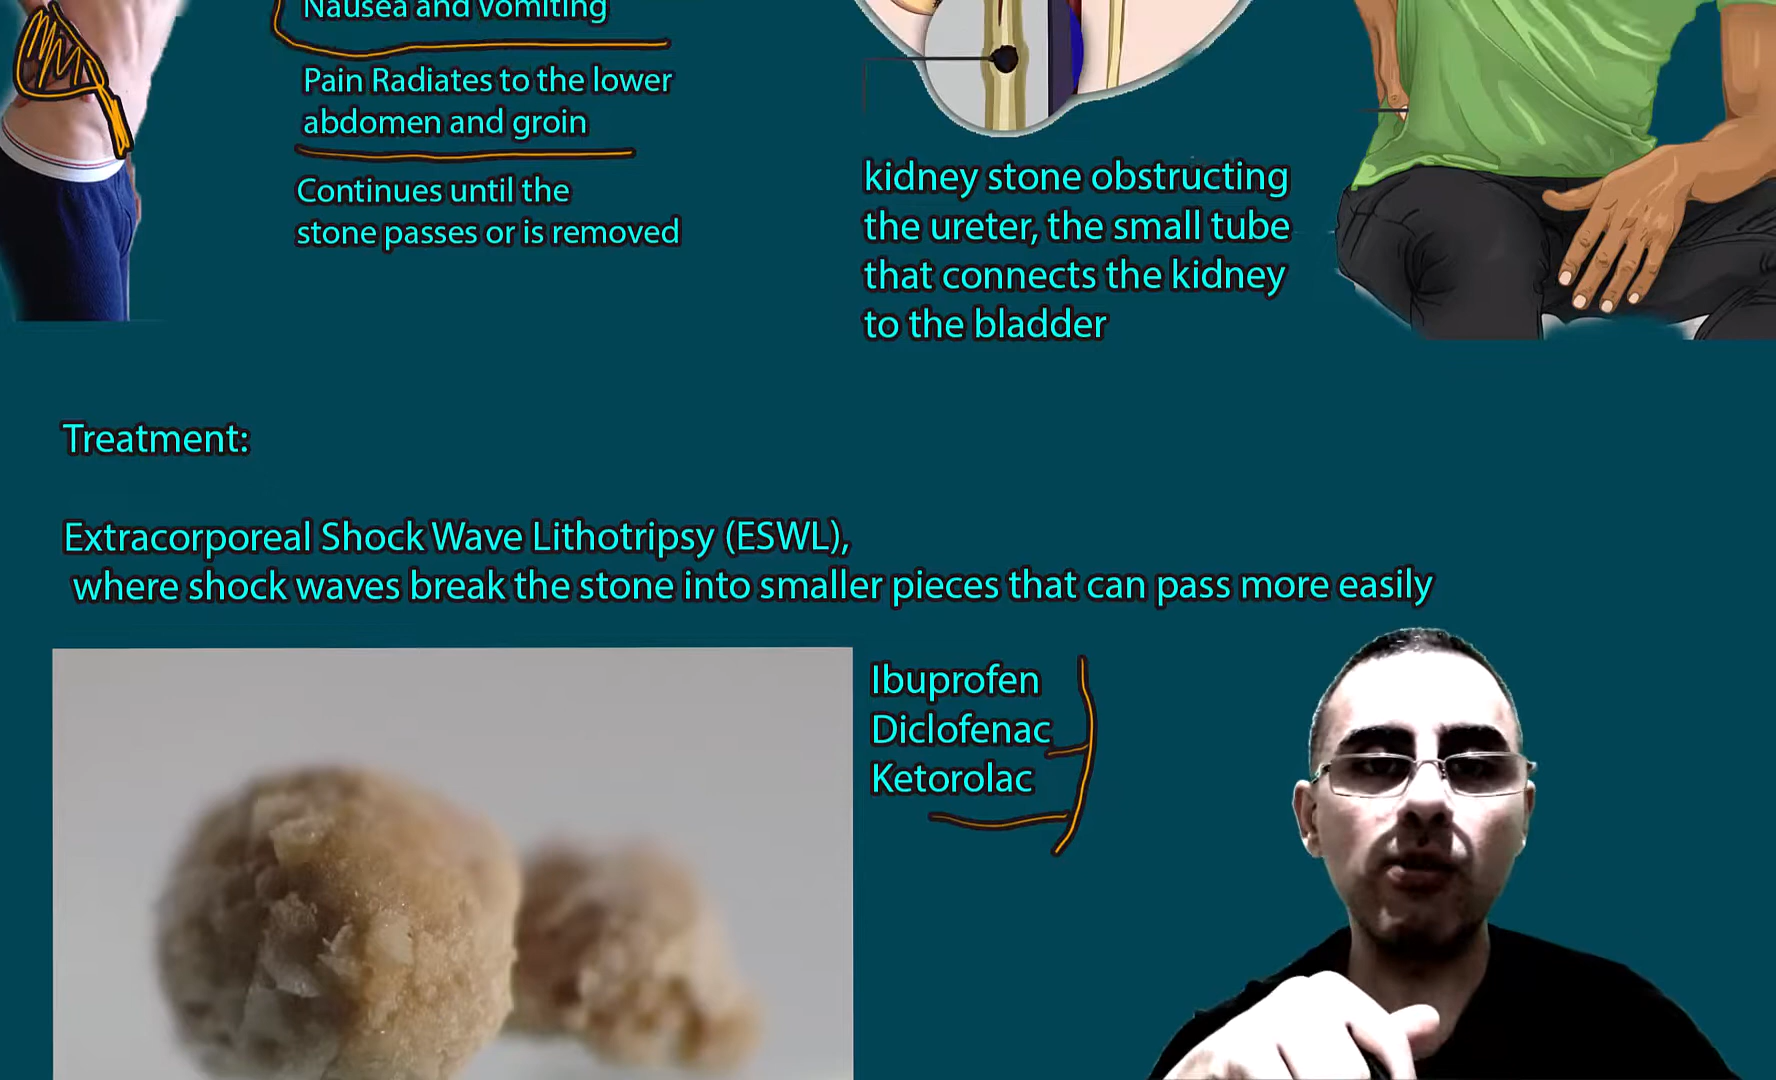 Nausea and Vomiting
Pain Radiates to the lower
abdomen and groin
Continues until the
stone passes or is removed
kidney stone obstructing
the ureter, the small tube
that connects the kidney
to the bladder
Treatment:
Extracorporeal Shock Wave Lithotripsy (ESWL),
where shock waves break the stone into smaller pieces that can pass more easily
Ibuprofen
Diclofenac
Ketorolac